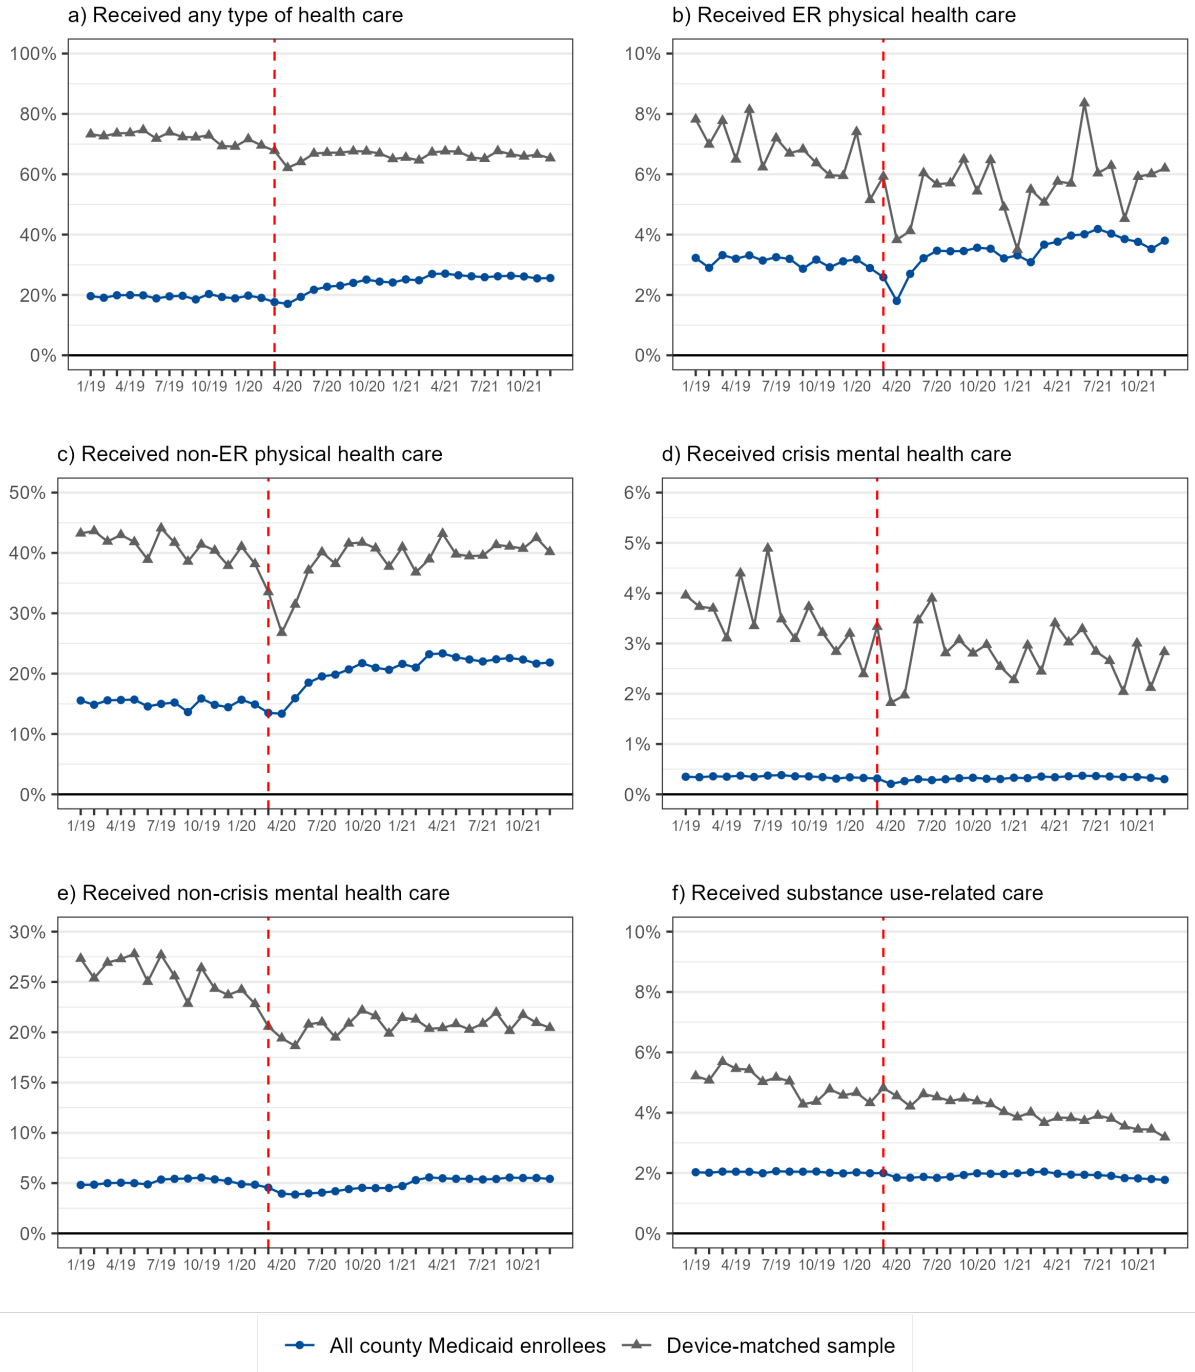 a) Received any type of health care
b) Received ER physical health care
100%
80%
60%
40%
20%
0%
1/19 4/19 7/19 10/19 1/20 4/20 7/20 10/20 1/21 4/21 7/21 10/21
10%
8%
6%
4%
2%
0%
1/19 4/19 7/19 10/19 1/20 4/20 7/20 10/20 1/21 4/21 7/21 10/21
c) Received non-ER physical health care
d) Received crisis mental health care
50%
40%
30%
20%
10%
0%
1/19 4/19 7/19 10/19 1/20 4/20 7/20 10/20 1/21 4/21 7/21 10/21
6%
5%
4%
3%
2%
1%
0%
1/19 4/19 7/19 10/19 1/20 4/20 7/20 10/20 1/21 4/21 7/21 10/21
e) Received non-crisis mental health care
f) Received substance use-related care
30%
25%
20%
15%
10%
5%
0%
1/19 4/19 7/19 10/19 1/20 4/20 7/20 10/20 1/21 4/21 7/21 10/21
10%
8%
6%
4%
2%
0%
1/19 4/19 7/19 10/19 1/20 4/20 7/20 10/20 1/21 4/21 7/21 10/21
All county Medicaid enrollees
Device-matched sample